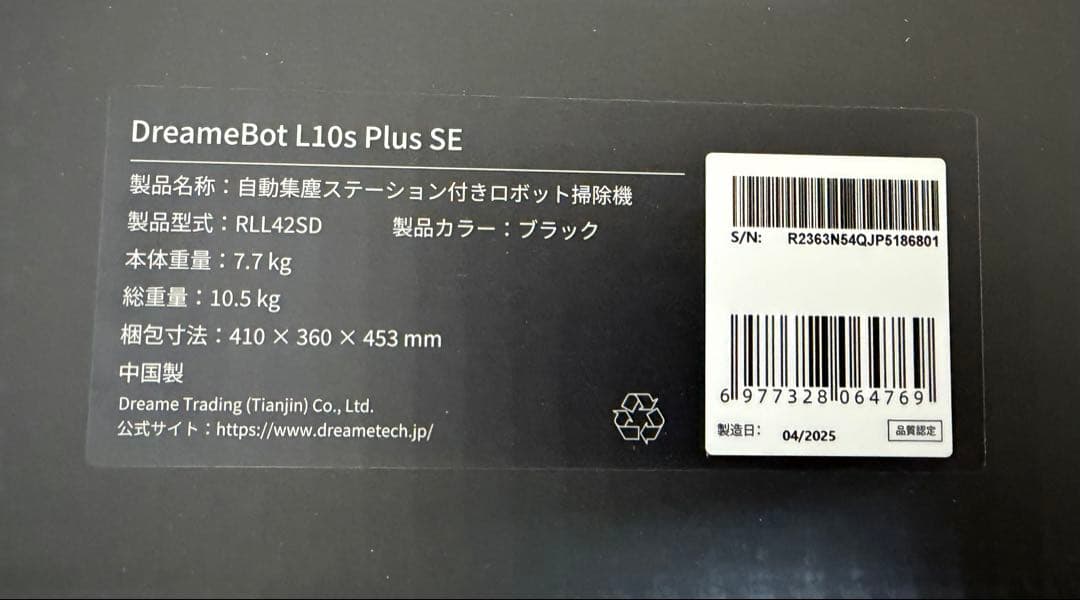 DreameBot L10s Plus SE
製品名称：自動集塵ステーション付きロボット掃除機
製品型式：RLL42SD 製品カラー：ブラック
本体重量：7.7 kg
総重量：10.5 kg
梱包寸法：410 × 360 × 453 mm
中国製
Dreame Trading (Tianjin) Co., Ltd.
公式サイト：https://www.dreametech.jp/
S/N: R2363N54QJP5186801
6 977328 064769
製造日: 04/2025
品質認定